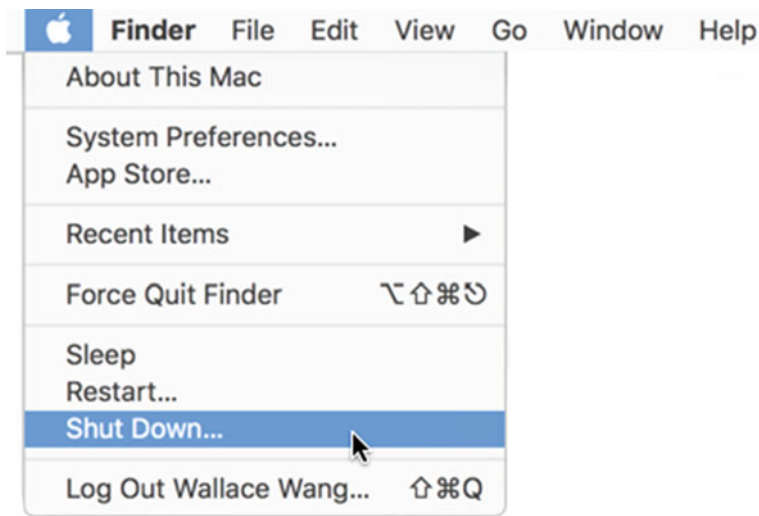 Finder File Edit View Go Window Help
About This Mac
System Preferences...
App Store...
Recent Items ▶
Force Quit Finder ⌥⇧⌘⎋
Sleep
Restart...
Shut Down...
Log Out Wallace Wang... ⇧⌘Q